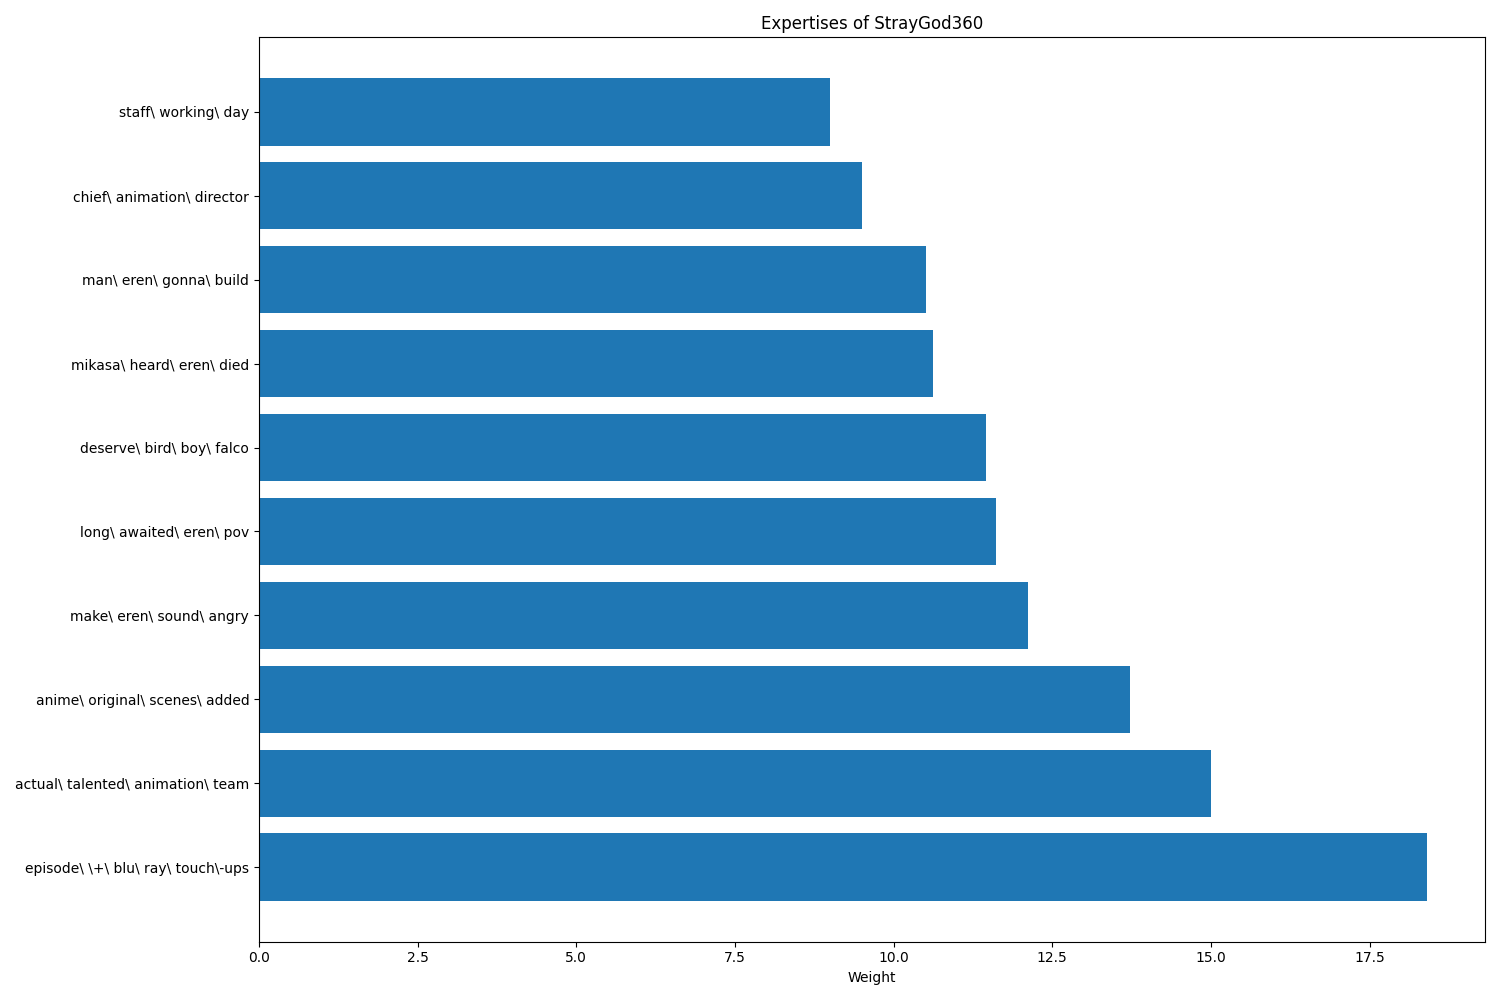 Expertises of StrayGod360
staff\ working\ day
chief\ animation\ director
man\ eren\ gonna\ build
mikasa\ heard\ eren\ died
deserve\ bird\ boy\ falco
long\ awaited\ eren\ pov
make\ eren\ sound\ angry
anime\ original\ scenes\ added
actual\ talented\ animation\ team
episode\ \+\ blu\ ray\ touch\-ups
0.0 2.5 5.0 7.5 10.0 12.5 15.0 17.5
Weight